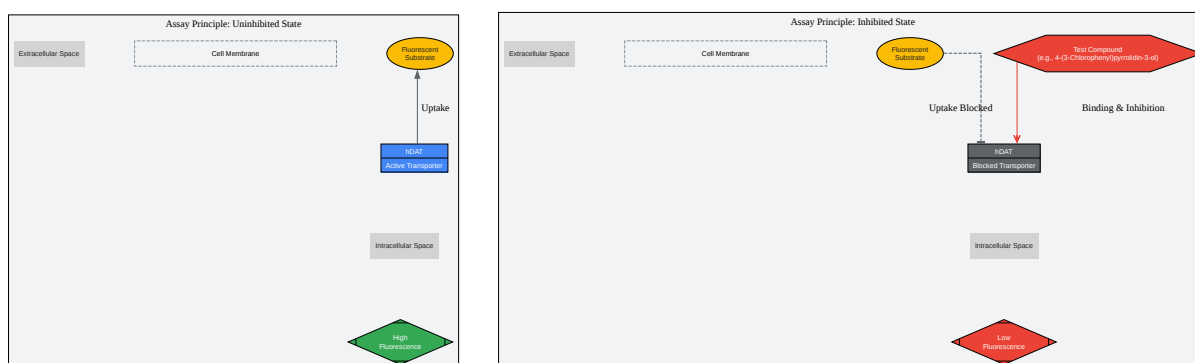 Assay Principle: Uninhibited State
Extracellular Space
Cell Membrane
Fluorescent
Substrate
Uptake
hDAT
Active Transporter
Intracellular Space
High
Fluorescence
Assay Principle: Inhibited State
Extracellular Space
Cell Membrane
Fluorescent
Substrate
Test Compound
(e.g., 4-(3-Chlorophenyl)pyrrolidin-3-ol)
Uptake Blocked
Binding & Inhibition
hDAT
Blocked Transporter
Intracellular Space
Low
Fluorescence